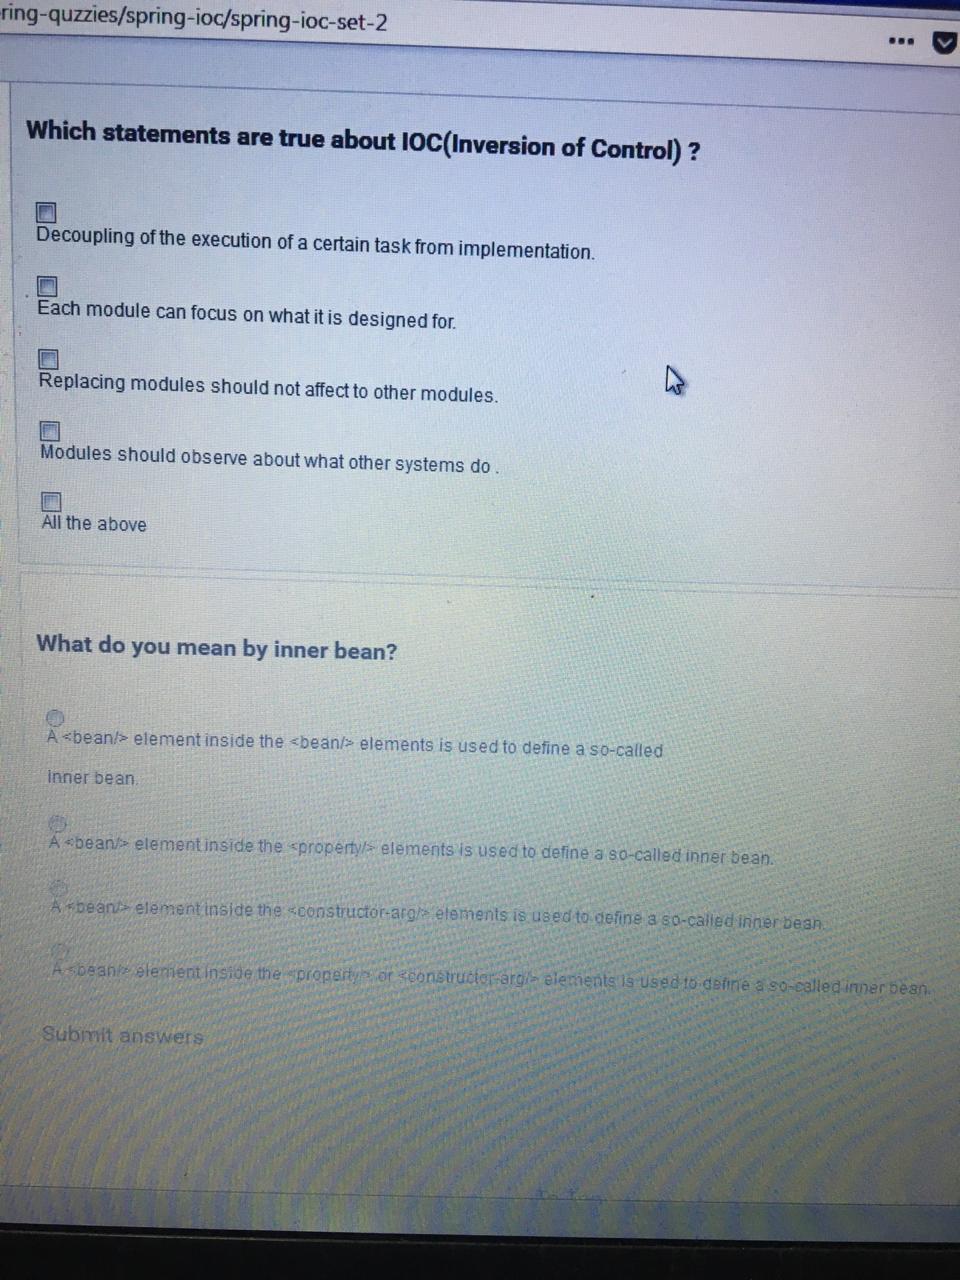 ring-quzzies/spring-ioc/spring-ioc-set-2
Which statements are true about IOC(Inversion of Control) ?
Decoupling of the execution of a certain task from implementation.
Each module can focus on what it is designed for.
Replacing modules should not affect to other modules.
Modules should observe about what other systems do .
All the above
What do you mean by inner bean?
A <bean/> element inside the <bean/> elements is used to define a so-called
inner bean.
A <bean/> element inside the <property/> elements is used to define a so-called inner bean.
A <bean/> element inside the <constructor-arg/> elements is used to define a so-called inner bean.
A <bean/> element inside the <property/> or <constructor-arg/> elements is used to define a so-called inner bean.
Submit answers